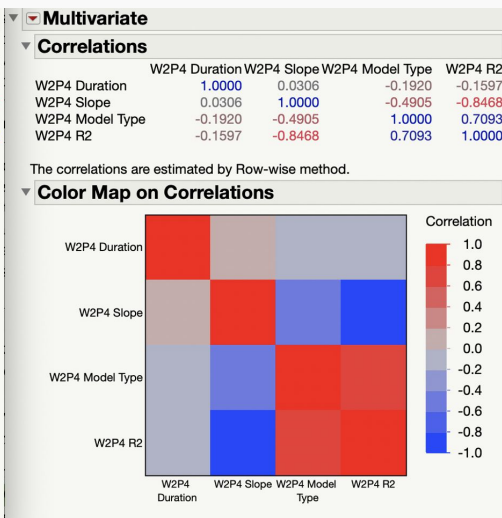 Multivariate
Correlations
W2P4 Duration W2P4 Slope W2P4 Model Type W2P4 R2
W2P4 Duration 1.0000 0.0306 -0.1920 -0.1597
W2P4 Slope 0.0306 1.0000 -0.4905 -0.8468
W2P4 Model Type -0.1920 -0.4905 1.0000 0.7093
W2P4 R2 -0.1597 -0.8468 0.7093 1.0000
The correlations are estimated by Row-wise method.
Color Map on Correlations
Correlation
W2P4 Duration
W2P4 Slope
W2P4 Model Type
W2P4 R2
1.0
0.8
0.6
0.4
0.2
0.0
-0.2
-0.4
-0.6
-0.8
-1.0
W2P4 Duration
W2P4 Slope
W2P4 Model Type
W2P4 R2